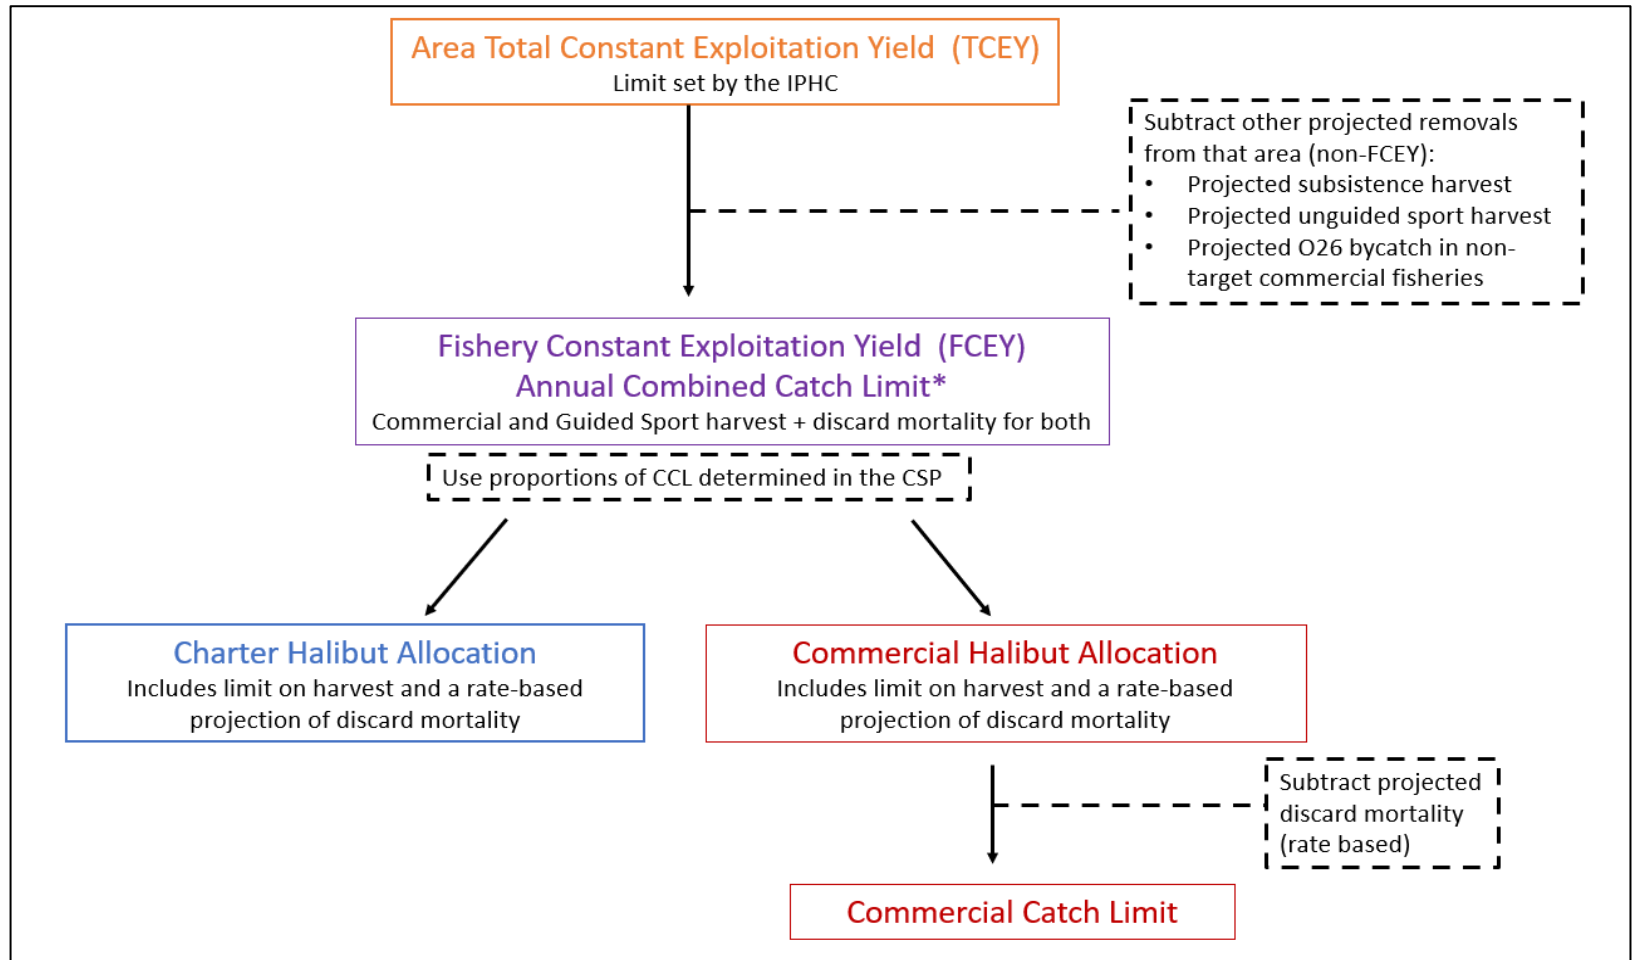 Area Total Constant Exploitation Yield (TCEY)
Limit set by the IPHC
Subtract other projected removals
from that area (non-FCEY):
• Projected subsistence harvest
• Projected unguided sport harvest
• Projected O26 bycatch in non-
target commercial fisheries
Fishery Constant Exploitation Yield (FCEY)
Annual Combined Catch Limit*
Commercial and Guided Sport harvest + discard mortality for both
Use proportions of CCL determined in the CSP
Charter Halibut Allocation
Includes limit on harvest and a rate-based
projection of discard mortality
Commercial Halibut Allocation
Includes limit on harvest and a rate-based
projection of discard mortality
Subtract projected
discard mortality
(rate based)
Commercial Catch Limit